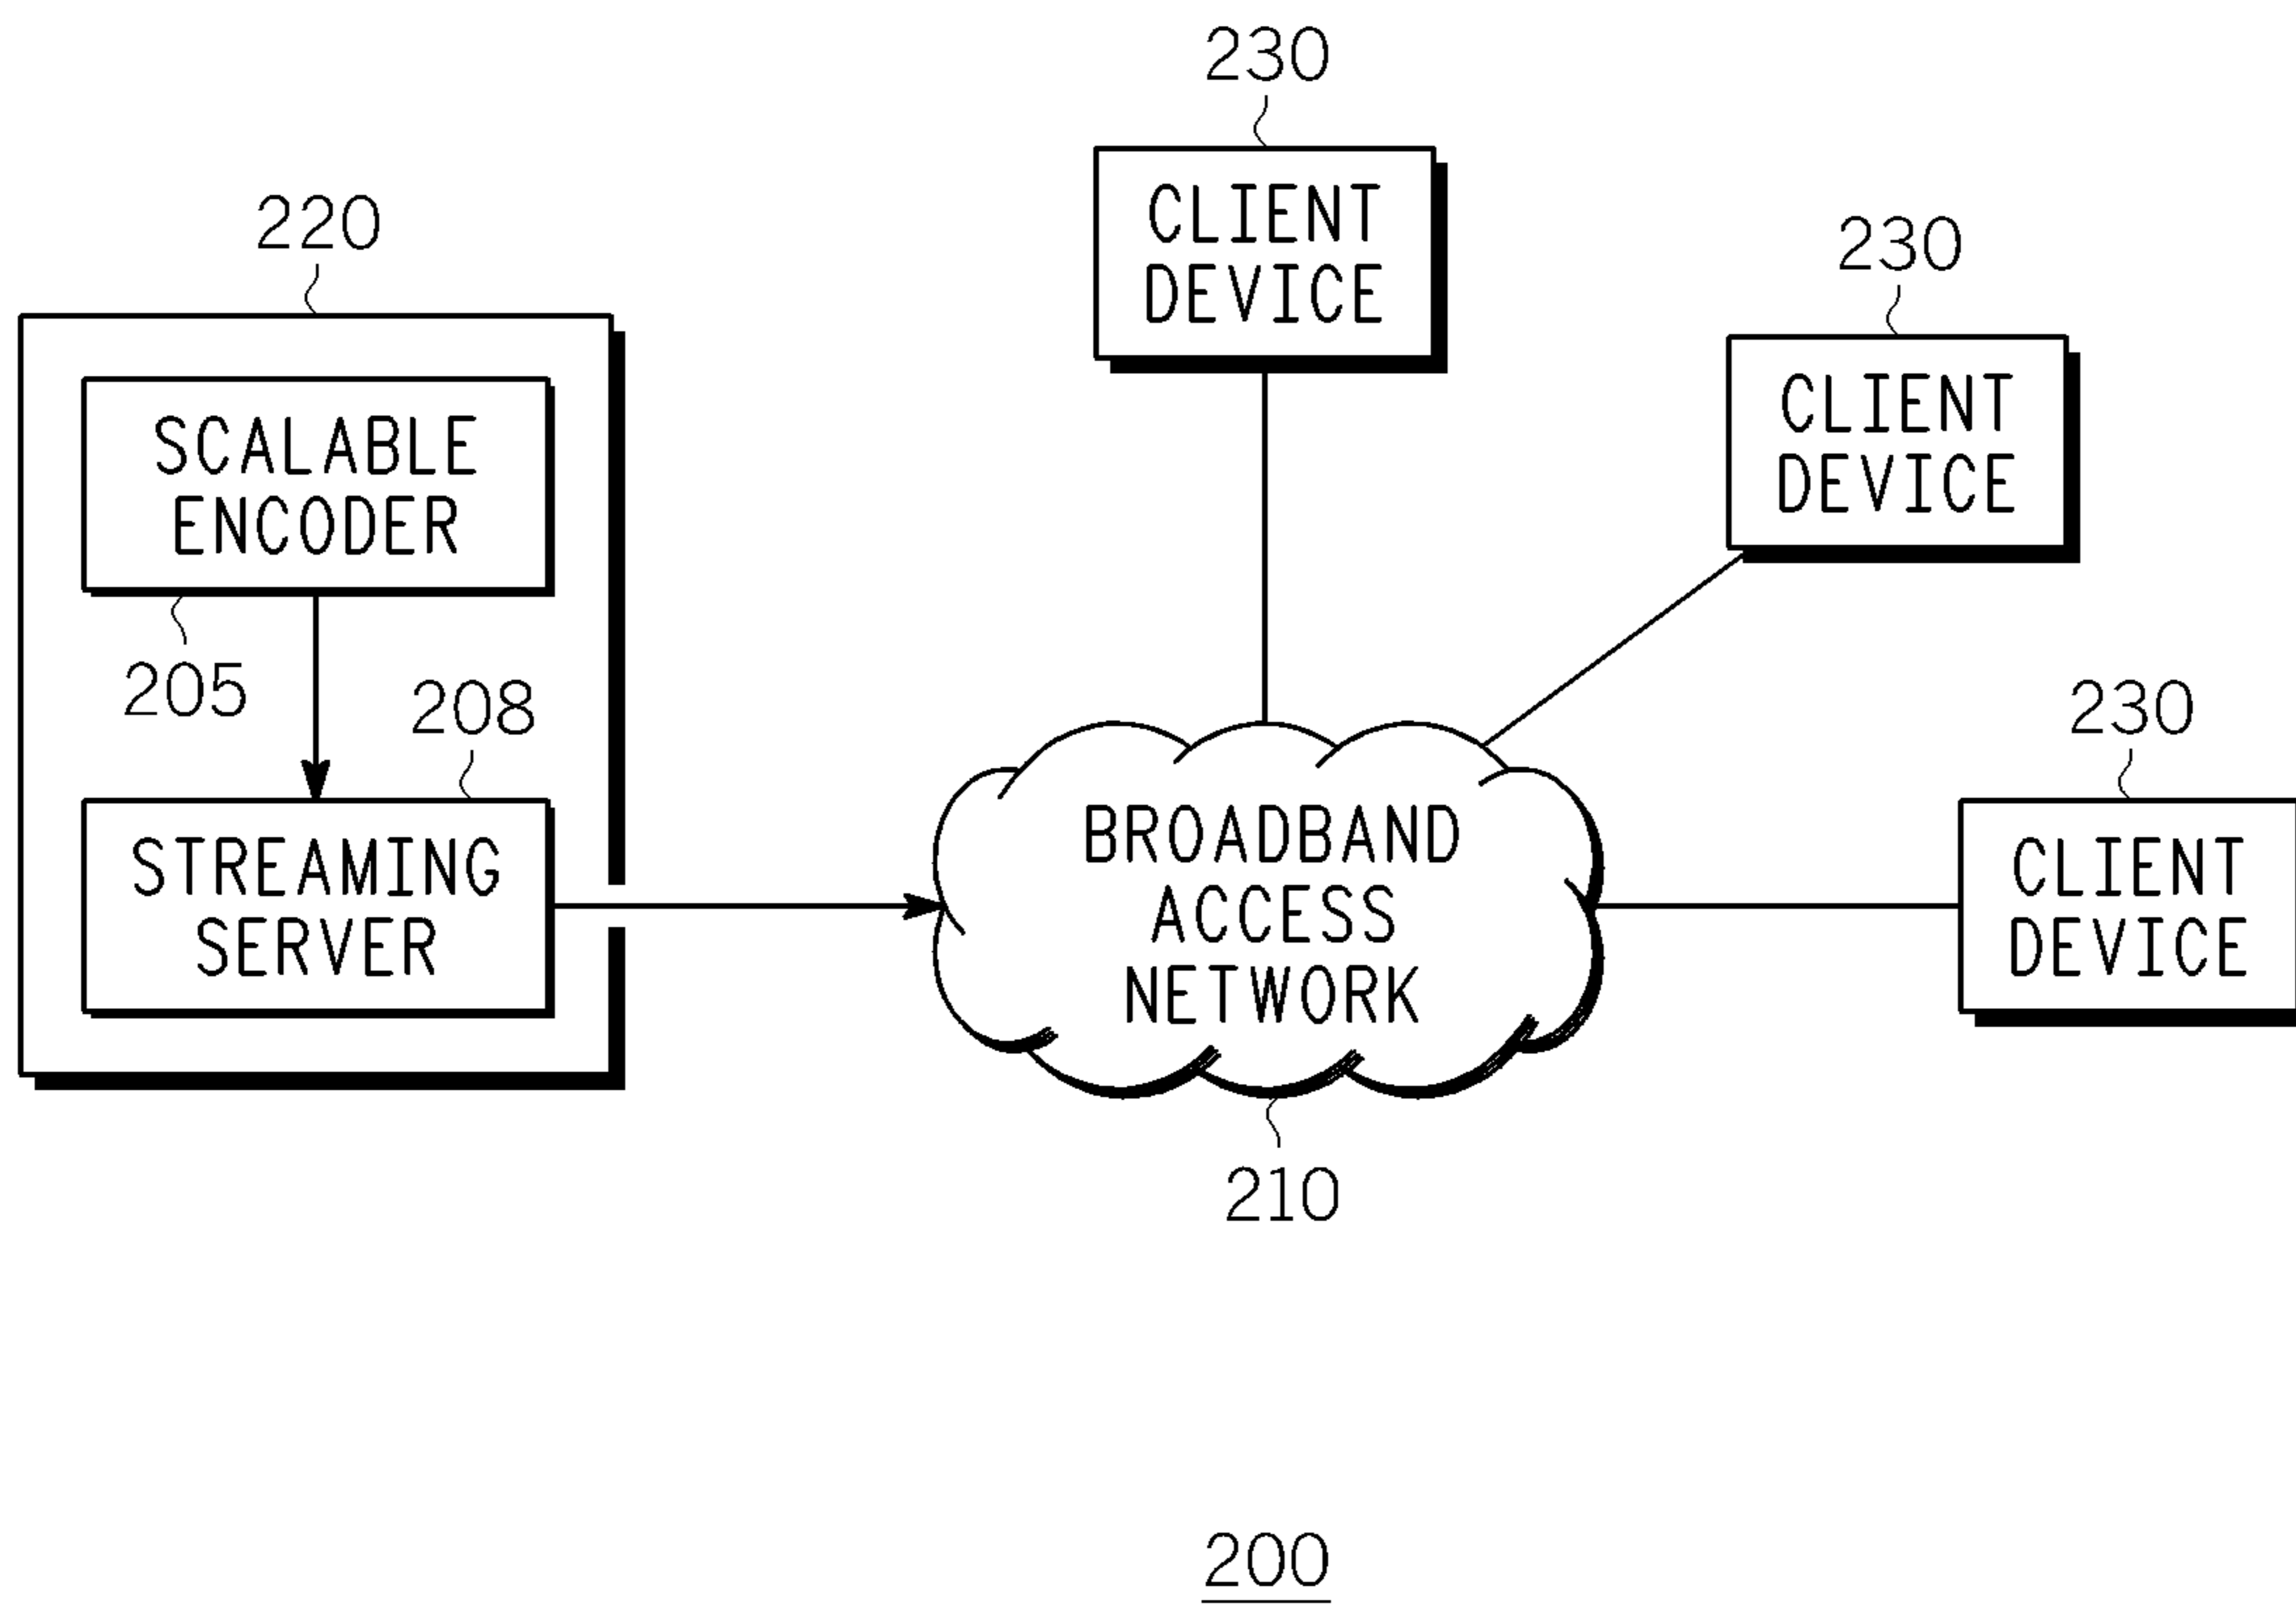 230
CLIENT
DEVICE
220
SCALABLE
ENCODER
205
208
STREAMING
SERVER
230
CLIENT
DEVICE
230
CLIENT
DEVICE
BROADBAND
ACCESS
NETWORK
210
200